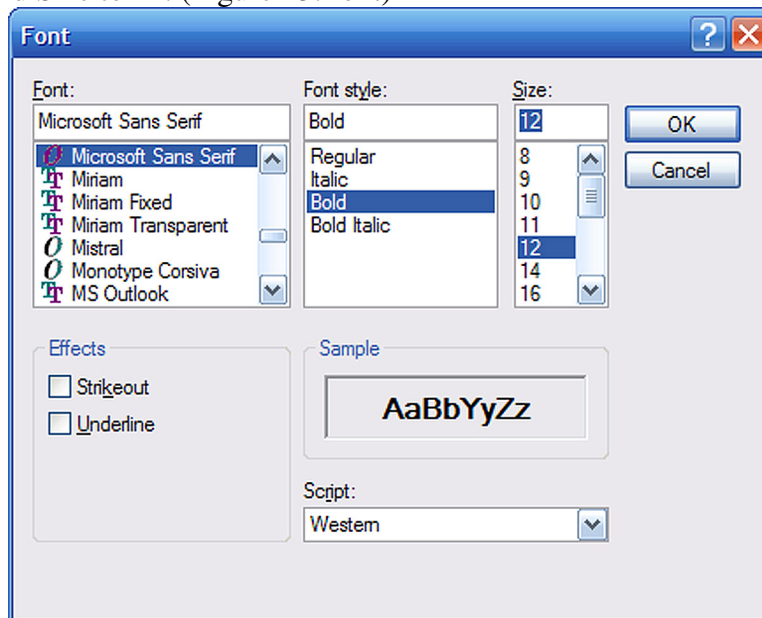 Font
Font:
Font style:
Size:
Microsoft Sans Serif
Bold
12
OK
Cancel
Microsoft Sans Serif
Miriam
Miriam Fixed
Miriam Transparent
Mistral
Monotype Corsiva
MS Outlook
Regular
Italic
Bold
Bold Italic
8
9
10
11
12
14
16
Effects
Strikeout
Underline
Sample
AaBbYyZz
Script:
Western